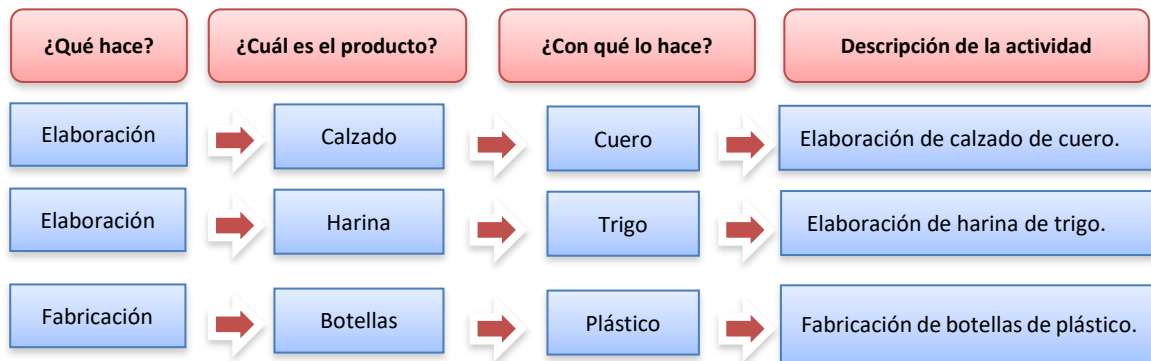 ¿Qué hace? ¿Cuál es el producto? ¿Con qué lo hace? Descripción de la actividad
Elaboración Calzado Cuero Elaboración de calzado de cuero.
Elaboración Harina Trigo Elaboración de harina de trigo.
Fabricación Botellas Plástico Fabricación de botellas de plástico.